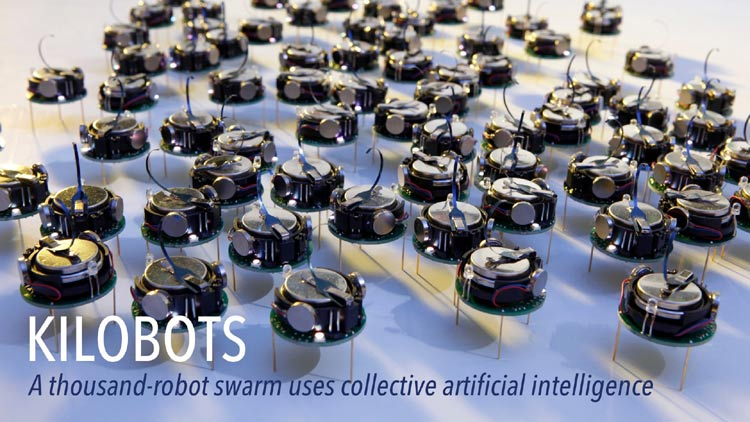 KILOBOTS
A thousand-robot swarm uses collective artificial intelligence